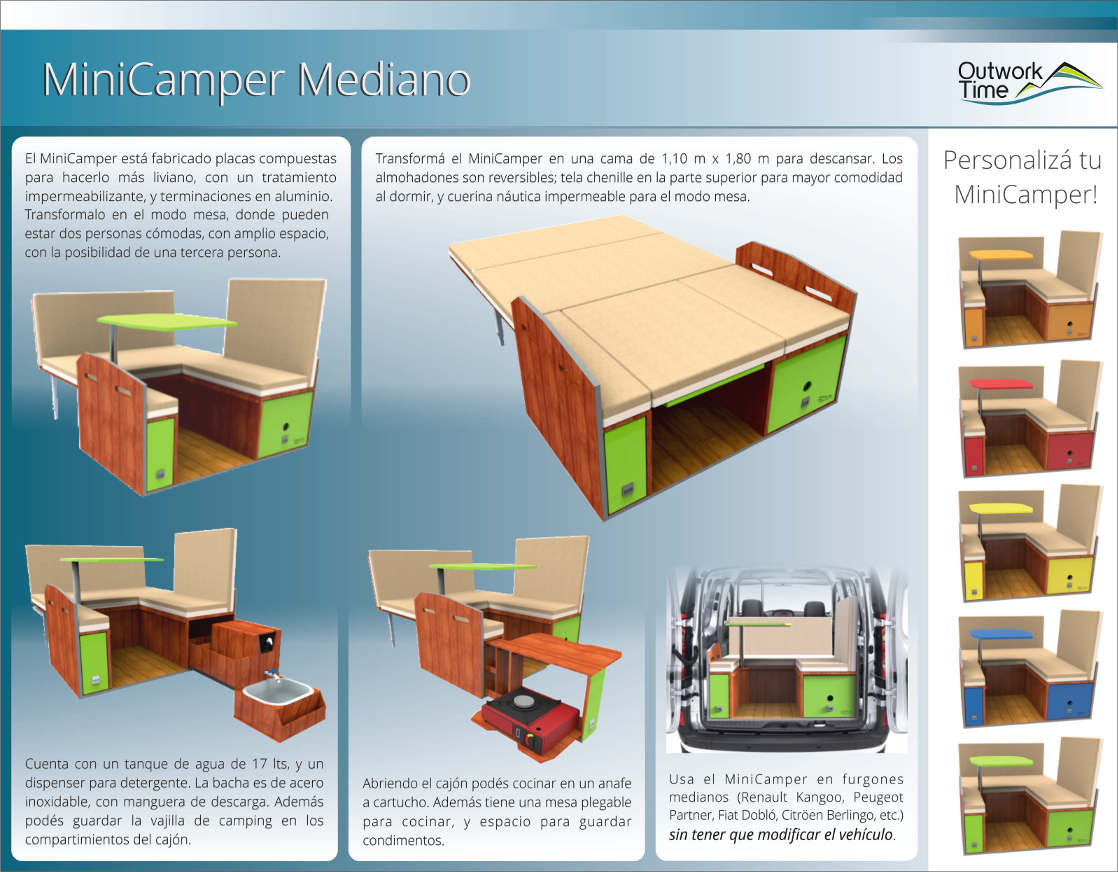 MiniCamper Mediano
Outwork
Time
El MiniCamper está fabricado placas compuestas
para hacerlo más liviano, con un tratamiento
impermeabilizante, y terminaciones en aluminio.
Transformalo en el modo mesa, donde pueden
estar dos personas cómodas, con amplio espacio,
con la posibilidad de una tercera persona.
Transformá el MiniCamper en una cama de 1,10 m x 1,80 m para descansar. Los
almohadones son reversibles; tela chenille en la parte superior para mayor comodidad
al dormir, y cuerina náutica impermeable para el modo mesa.
Personalizá tu
MiniCamper!
Cuenta con un tanque de agua de 17 lts, y un
dispenser para detergente. La bacha es de acero
inoxidable, con manguera de descarga. Además
podés guardar la vajilla de camping en los
compartimientos del cajón.
Abriendo el cajón podés cocinar en un anafe
a cartucho. Además tiene una mesa plegable
para cocinar, y espacio para guardar
condimentos.
Usa el MiniCamper en furgones
medianos (Renault Kangoo, Peugeot
Partner, Fiat Dobló, Citröen Berlingo, etc.)
sin tener que modificar el vehículo.